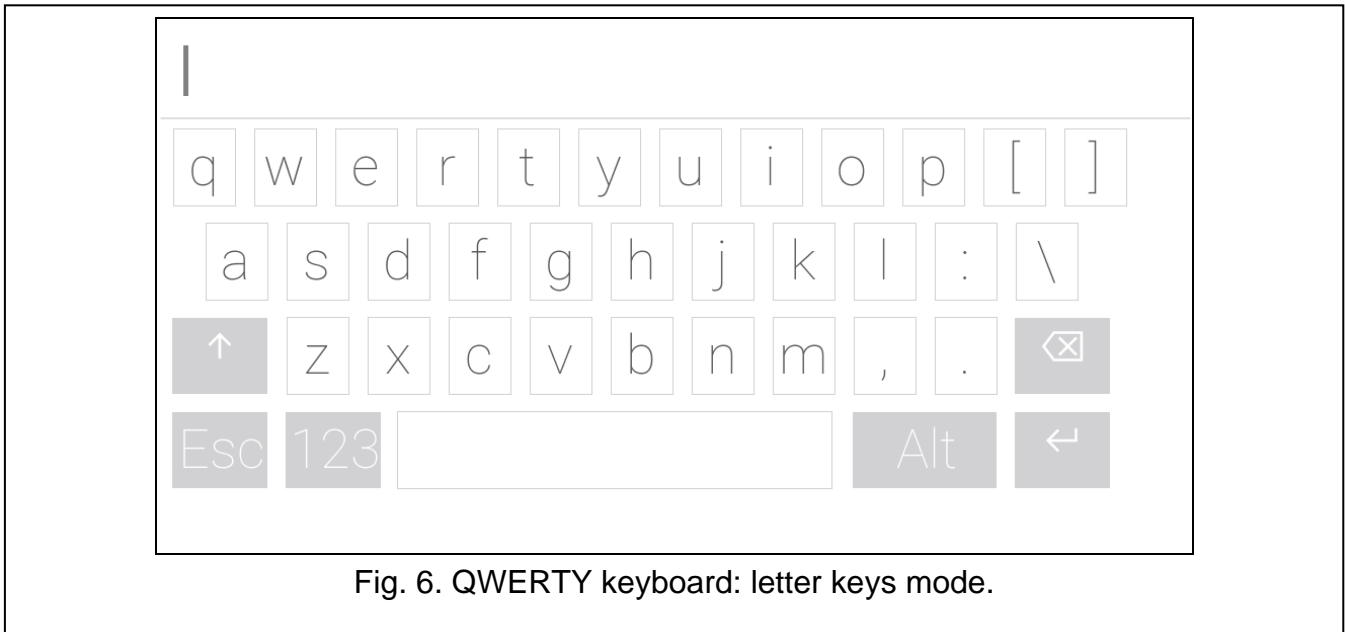 q w e r t y u i o p [ ]
a s d f g h j k l : \
↑ z x c v b n m , . ⌫
Esc 123 Alt ↵
Fig. 6. QWERTY keyboard: letter keys mode.